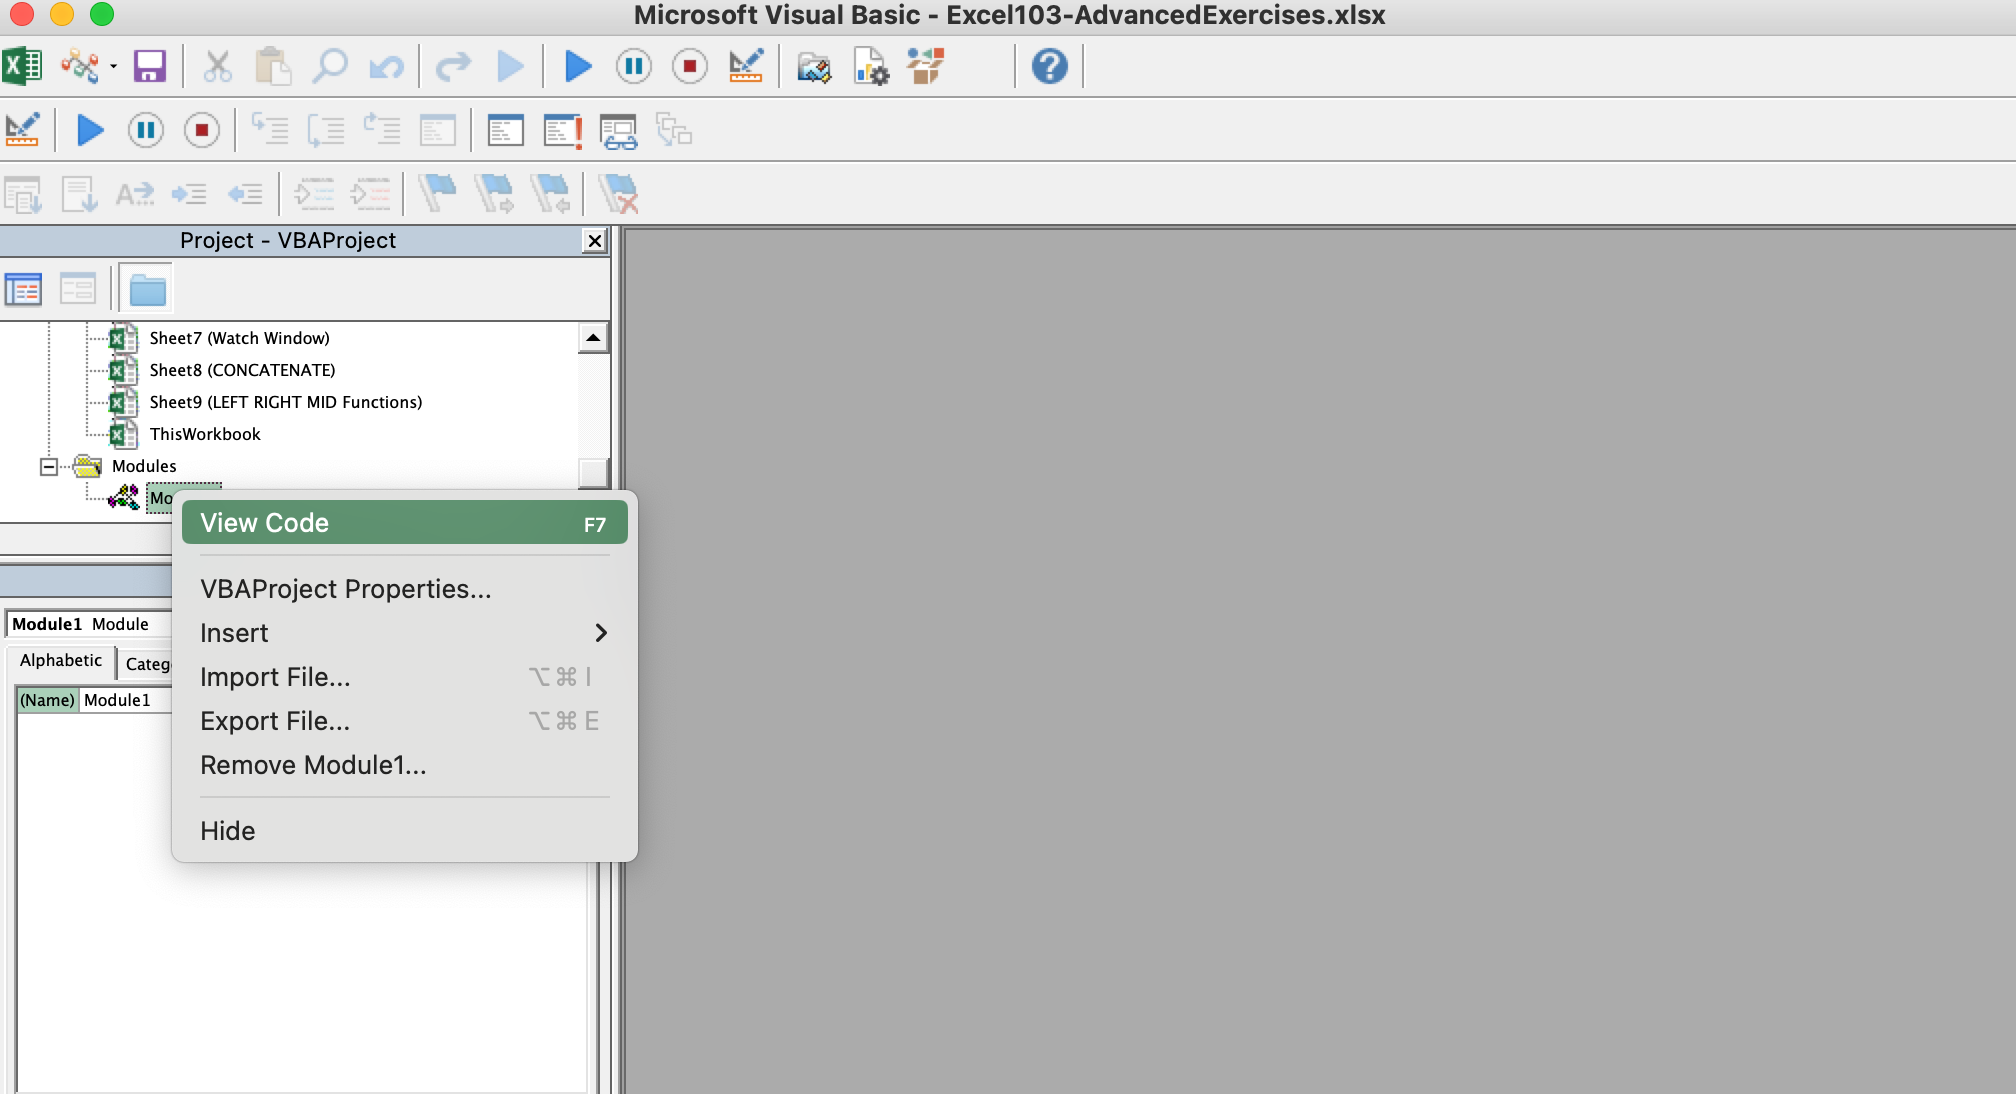 Microsoft Visual Basic - Excel103-AdvancedExercises.xlsx
Project - VBAProject
Sheet7 (Watch Window)
Sheet8 (CONCATENATE)
Sheet9 (LEFT RIGHT MID Functions)
ThisWorkbook
Modules
Mo
View Code F7
VBAProject Properties...
Insert
Import File... ⌥⌘I
Export File... ⌥⌘E
Remove Module1...
Hide
Module1 Module
Alphabetic Categ
(Name) Module1